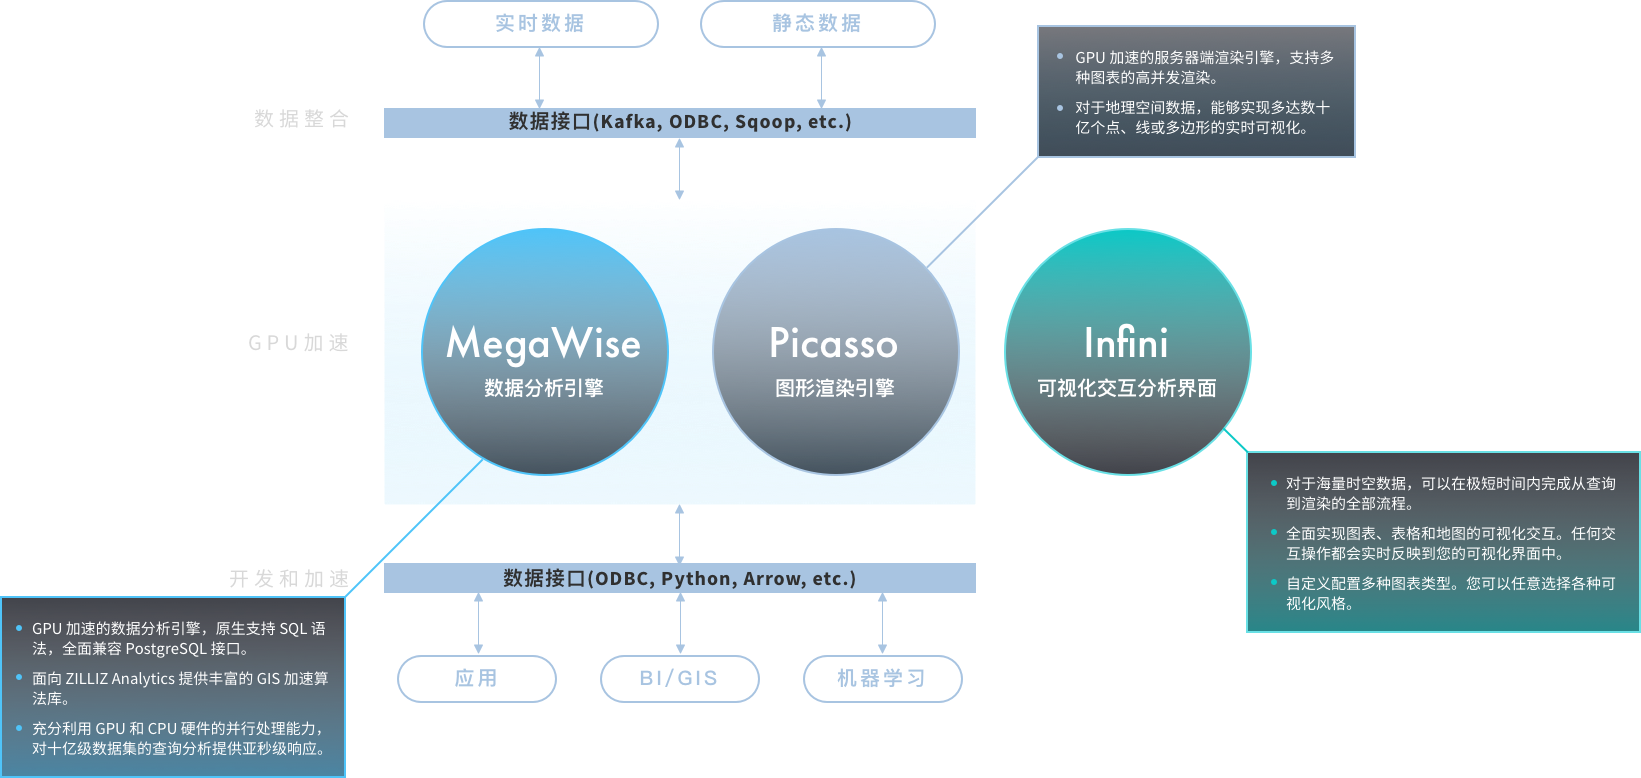 实时数据
静态数据
数据整合
数据接口(Kafka, ODBC, Sqoop, etc.)
GPU 加速的服务器端渲染引擎，支持多
种图表的高并发渲染。
对于地理空间数据，能够实现多达数十
亿个点、线或多边形的实时可视化。
GPU加速
MegaWise
数据分析引擎
Picasso
图形渲染引擎
Infini
可视化交互分析界面
对于海量时空数据，可以在极短时间内完成从查询
到渲染的全部流程。
全面实现图表、表格和地图的可视化交互。任何交
互操作都会实时反映到您的可视化界面中。
自定义配置多种图表类型。您可以任意选择各种可
视化风格。
开发和加速
数据接口(ODBC, Python, Arrow, etc.)
GPU 加速的数据分析引擎，原生支持 SQL 语
法，全面兼容 PostgreSQL 接口。
面向 ZILLIZ Analytics 提供丰富的 GIS 加速算
法库。
充分利用 GPU 和 CPU 硬件的并行处理能力，
对十亿级数据集的查询分析提供亚秒级响应。
应用
BI/GIS
机器学习